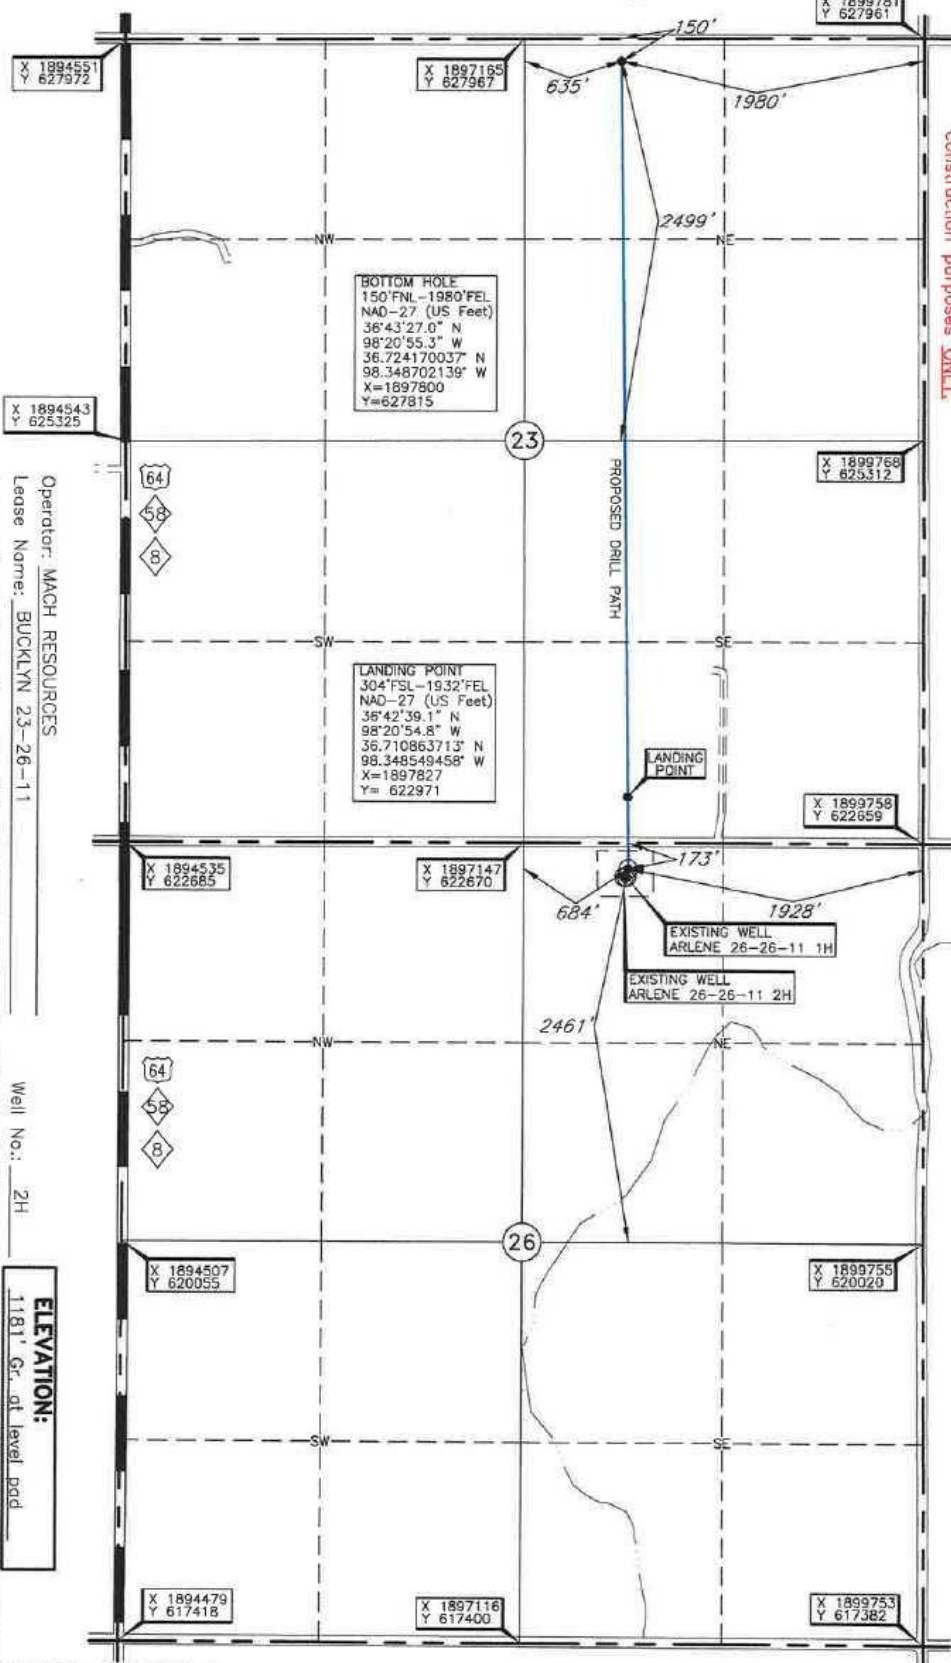 X 1899781
Y 627961
150'
X 1894551
Y 627972
X 1897165
Y 627967
635'
1980'
construction purposes ONLY.
2499'
NW
NE
BOTTOM HOLE
150'FNL-1980'FEL
NAD-27 (US Feet)
36°43'27.0" N
98°20'55.3" W
36.724170037° N
98.348702139° W
X=1897800
Y=627815
X 1894543
Y 625325
23
X 1899768
Y 625312
64
58
8
PROPOSED DRILL PATH
SW
SE
LANDING POINT
304'FSL-1932'FEL
NAD-27 (US Feet)
36°42'39.1" N
98°20'54.8" W
36.710863713° N
98.348549458° W
X=1897827
Y= 622971
LANDING
POINT
Operator: MACH RESOURCES
Lease Name: BUCKLYN 23-26-11
X 1899758
Y 622659
X 1894535
Y 622685
X 1897147
Y 622670
173'
684'
1928'
EXISTING WELL
ARLENE 26-26-11 1H
EXISTING WELL
ARLENE 26-26-11 2H
2461'
NW
NE
64
58
8
Well No.: 2H
26
X 1894507
Y 620055
X 1899755
Y 620020
ELEVATION:
1181' Gr. at level pad
SW
SE
X 1894479
Y 617418
X 1897116
Y 617400
X 1899753
Y 617382